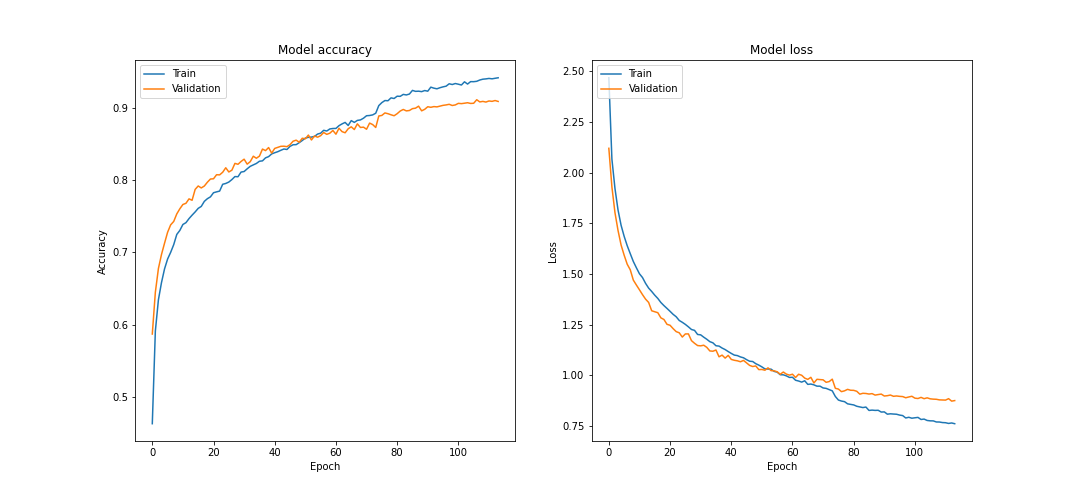 Model accuracy
Train
Validation
0.9
0.8
0.7
0.6
0.5
Accuracy
0 20 40 60 80 100
Epoch
Model loss
Train
Validation
2.50
2.25
2.00
1.75
1.50
1.25
1.00
0.75
Loss
0 20 40 60 80 100
Epoch